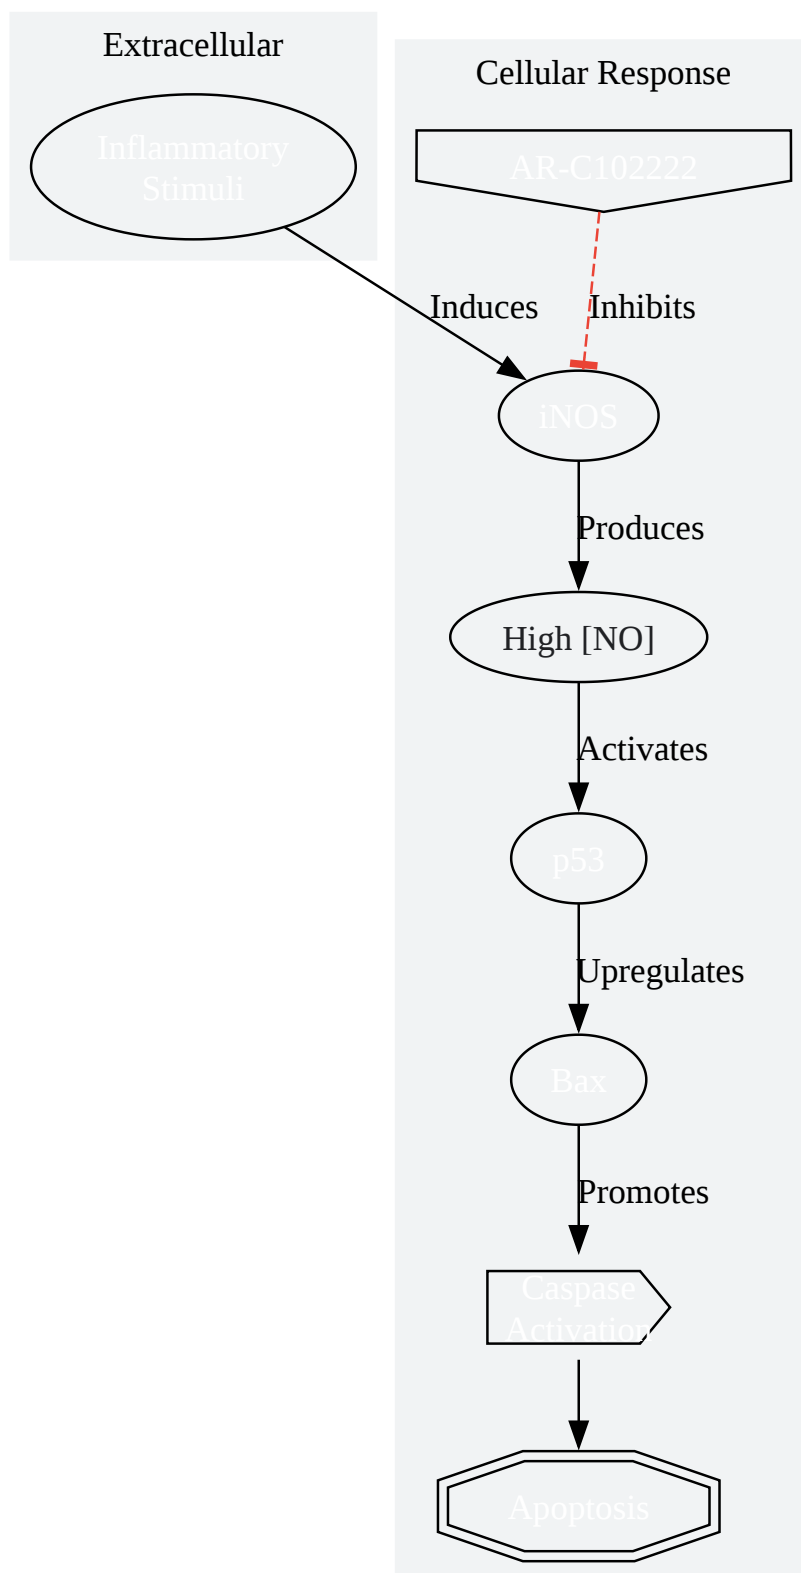 Extracellular
Inflammatory
Stimuli
Cellular Response
AR-C102222
Induces
Inhibits
iNOS
Produces
High [NO]
Activates
p53
Upregulates
Bax
Promotes
Caspase
Activation
Apoptosis